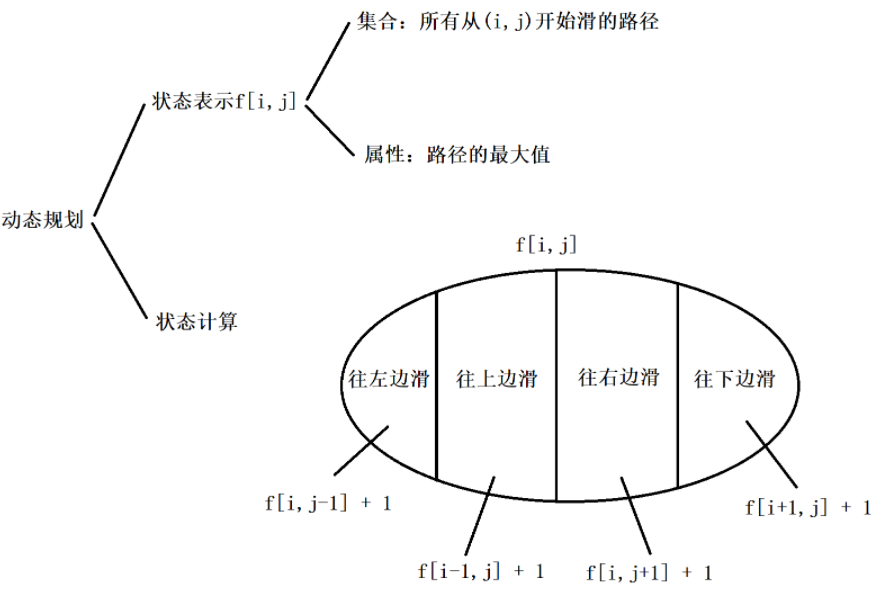 集合：所有从(i,j)开始滑的路径
状态表示f[i,j]
属性：路径的最大值
动态规划
f[i,j]
状态计算
往左边滑
往上边滑
往右边滑
往下边滑
f[i,j-1] + 1
f[i+1,j] + 1
f[i-1,j] + 1
f[i,j+1] + 1